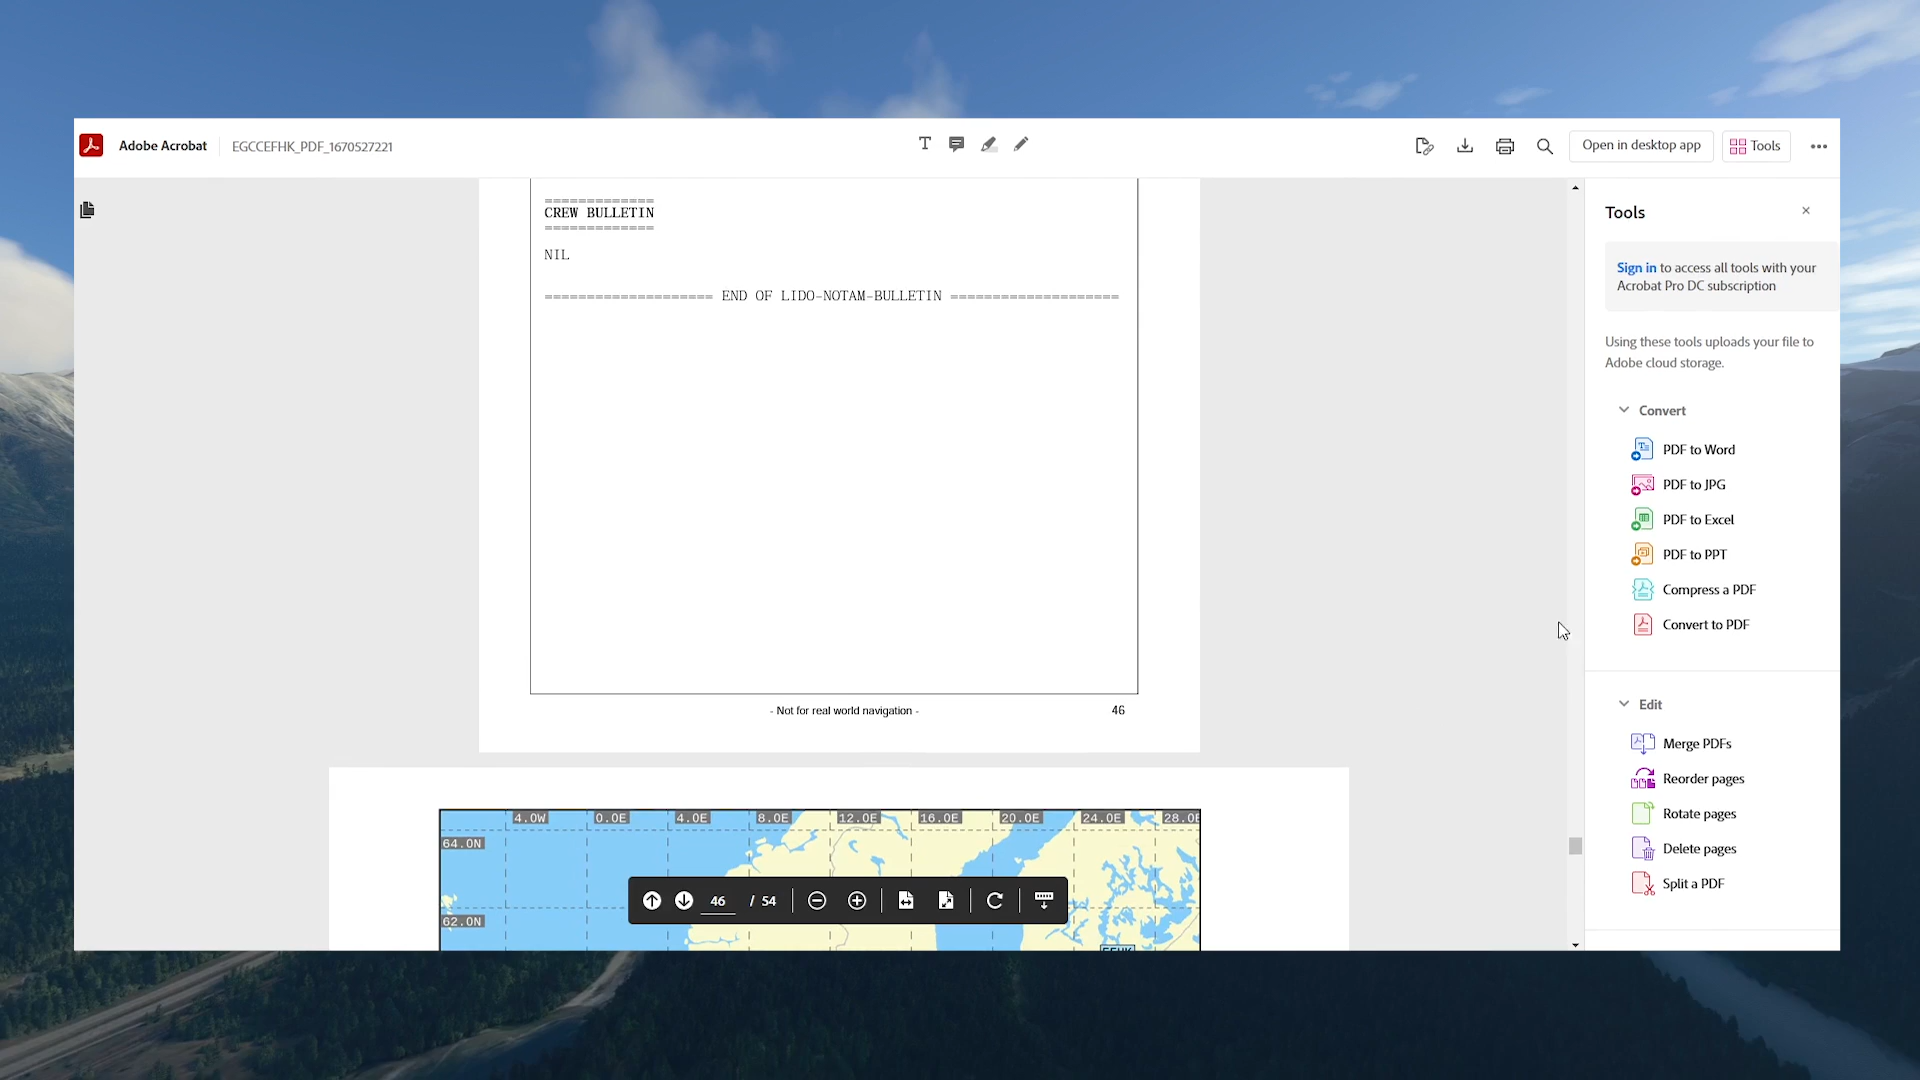 Adobe Acrobat
EGCCEFHK_PDF_1670527221
Open in desktop app
Tools
=============
CREW BULLETIN
=============
NIL
==================== END OF LIDO-NOTAM-BULLETIN ====================
- Not for real world navigation -
46
4.0W 0.0E 4.0E 8.0E 12.0E 16.0E 20.0E 24.0E 28.0E
64.0N
62.0N
46 / 54
Tools
Sign in to access all tools with your
Acrobat Pro DC subscription
Using these tools uploads your file to
Adobe cloud storage.
Convert
PDF to Word
PDF to JPG
PDF to Excel
PDF to PPT
Compress a PDF
Convert to PDF
Edit
Merge PDFs
Reorder pages
Rotate pages
Delete pages
Split a PDF